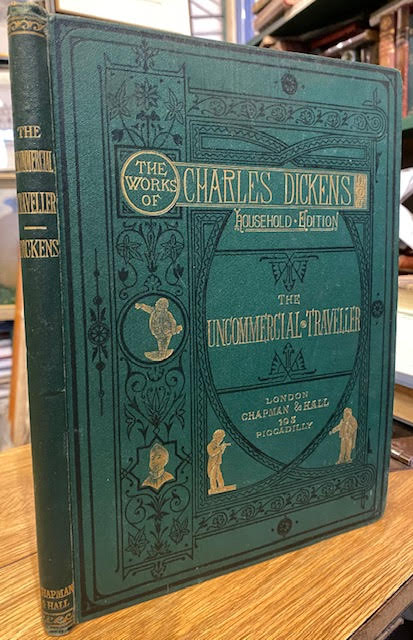 THE
UNCOMMERCIAL
TRAVELLER
DICKENS
CHAPMAN
& HALL
THE
WORKS
OF
CHARLES DICKENS
HOUSEHOLD · EDITION
THE
UNCOMMERCIAL · TRAVELLER
LONDON
CHAPMAN & HALL
193
PICCADILLY